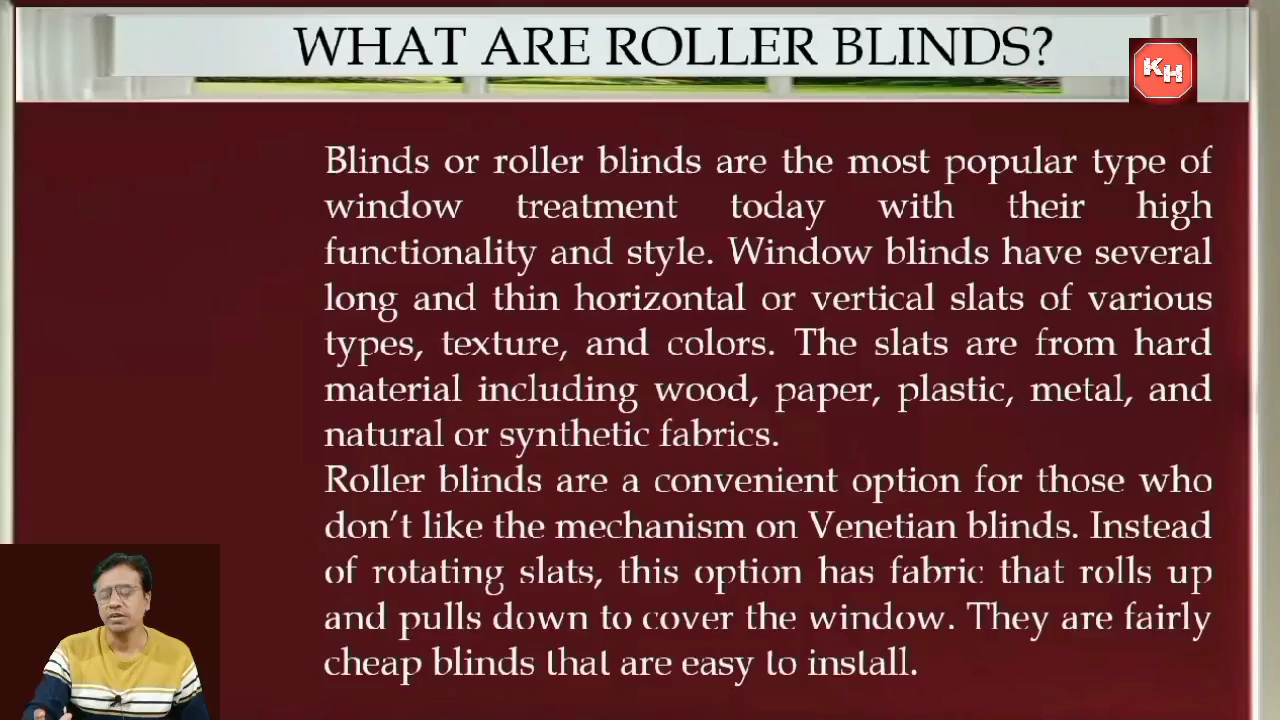 WHAT ARE ROLLER BLINDS?
KH
Blinds or roller blinds are the most popular type of
window treatment today with their high
functionality and style. Window blinds have several
long and thin horizontal or vertical slats of various
types, texture, and colors. The slats are from hard
material including wood, paper, plastic, metal, and
natural or synthetic fabrics.
Roller blinds are a convenient option for those who
don’t like the mechanism on Venetian blinds. Instead
of rotating slats, this option has fabric that rolls up
and pulls down to cover the window. They are fairly
cheap blinds that are easy to install.